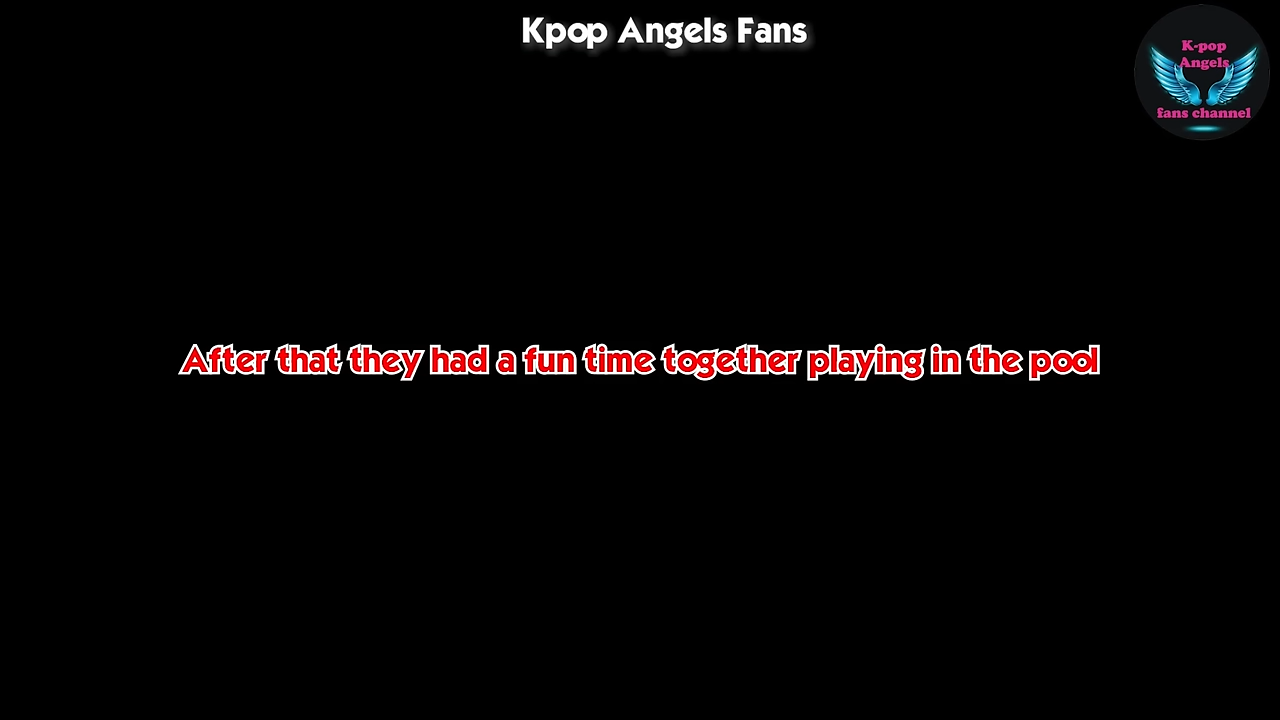 Kpop Angels Fans
K-pop
Angels
fans channel
After that they had a fun time together playing in the pool